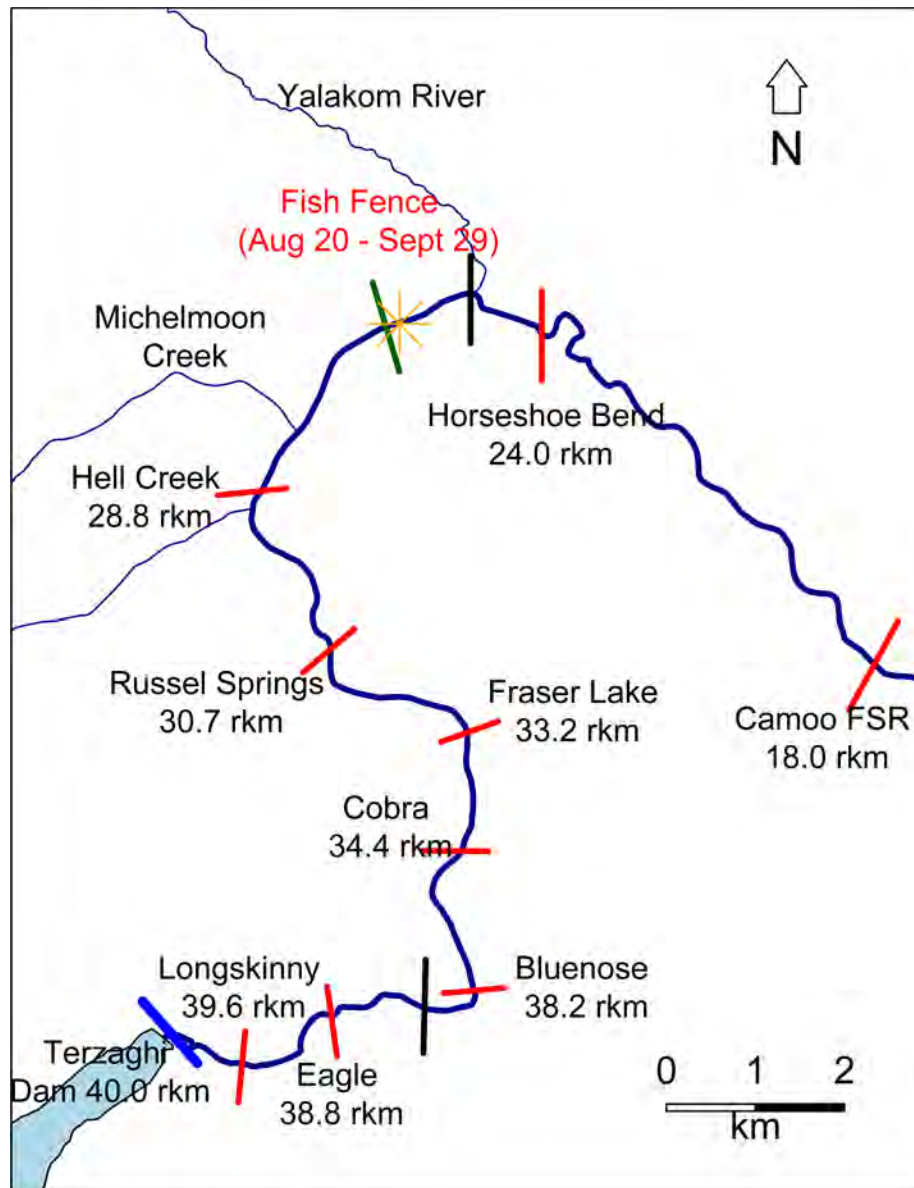 Yalakom River
N
Fish Fence
(Aug 20 - Sept 29)
Michelmoon
Creek
Horseshoe Bend
24.0 rkm
Hell Creek
28.8 rkm
Russel Springs
30.7 rkm
Fraser Lake
33.2 rkm
Camoo FSR
18.0 rkm
Cobra
34.4 rkm
Longskinny
39.6 rkm
Bluenose
38.2 rkm
Terzaghi
Dam 40.0 rkm
Eagle
38.8 rkm
0 1 2
km